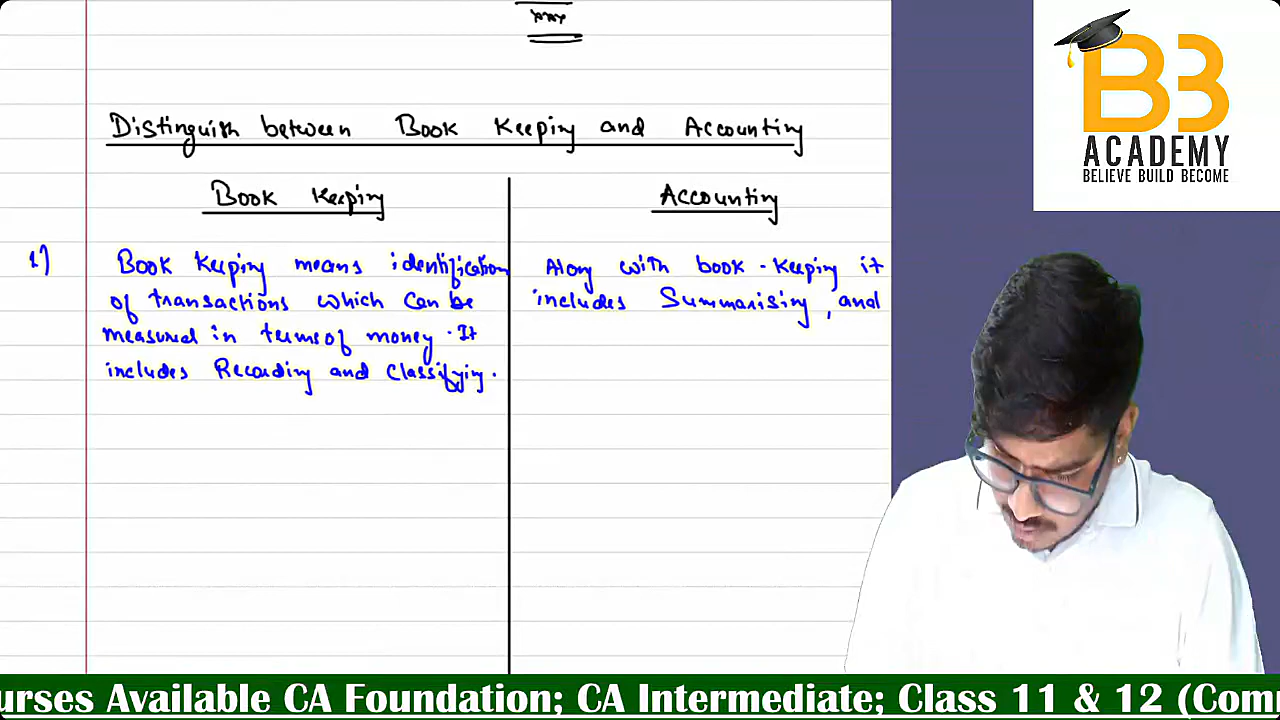 Distinguish between Book Keeping and Accounting
Book Keeping
Accounting
1)
Book Keeping means identification
of transactions which can be
measured in terms of money. It
includes Recording and Classifying.
Along with book-keeping it
includes Summarising, and
B3
ACADEMY
BELIEVE BUILD BECOME
urses Available CA Foundation; CA Intermediate; Class 11 & 12 (Com